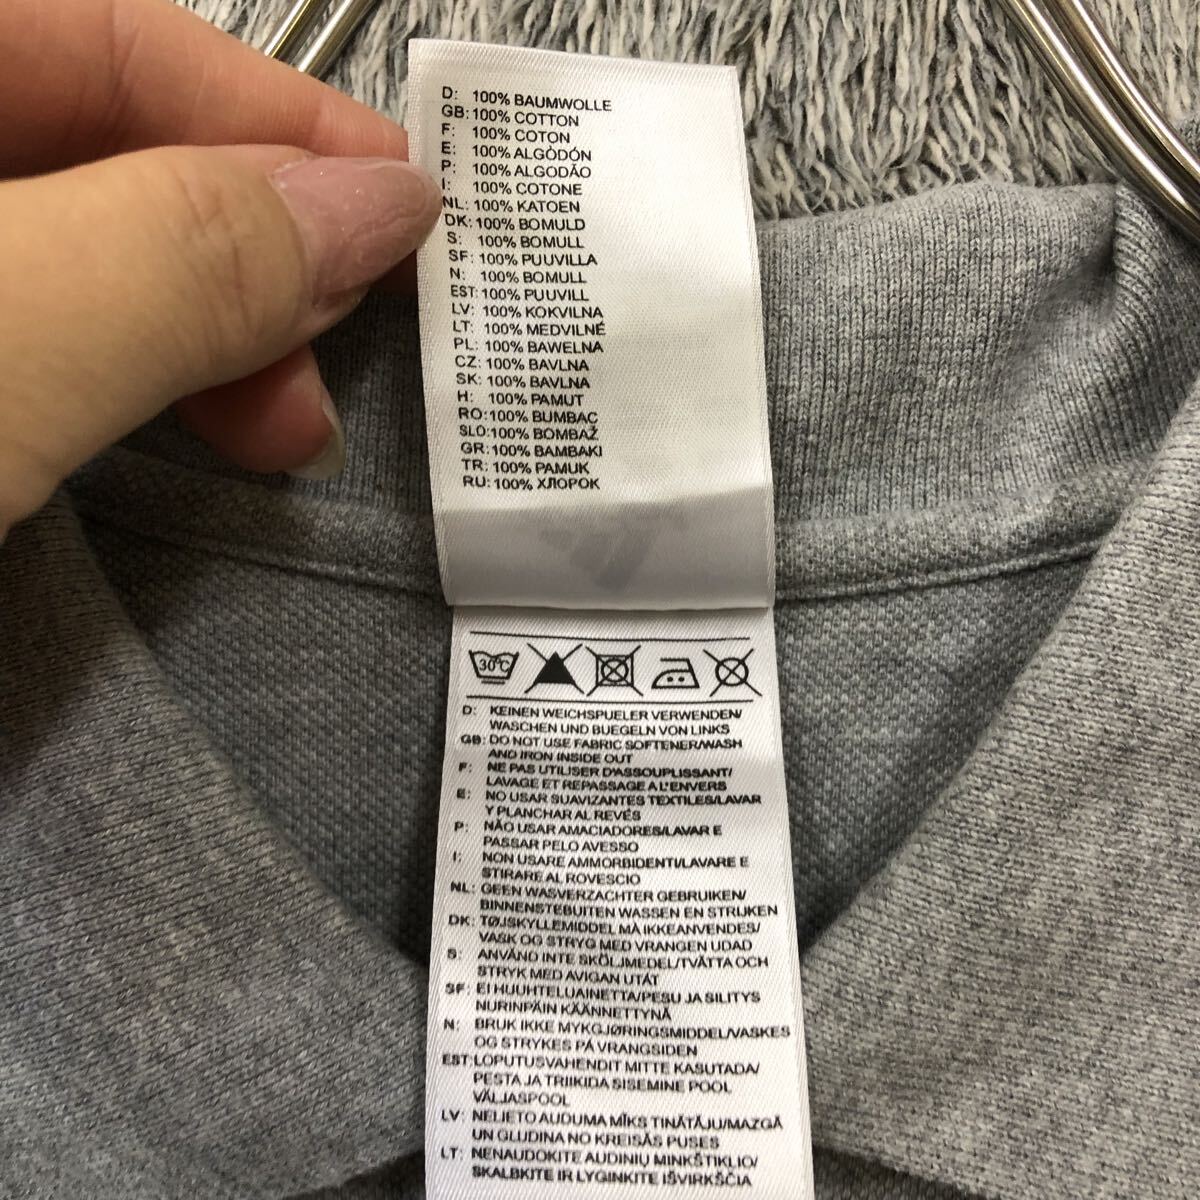 D: 100% BAUMWOLLE
GB: 100% COTTON
F: 100% COTON
E: 100% ALGÓDÓN
P: 100% ALGODÃO
I: 100% COTONE
NL: 100% KATOEN
DK: 100% BOMULD
S: 100% BOMULL
SF: 100% PUUVILLA
N: 100% BOMULL
EST: 100% PUUVILL
LV: 100% KOKVILNA
LT: 100% MEDVILNÉ
PL: 100% BAWELNA
CZ: 100% BAVLNA
SK: 100% BAVLNA
H: 100% PAMUT
RO: 100% BUMBAC
SLO: 100% BOMBAŽ
GR: 100% BAMBAKI
TR: 100% PAMUK
RU: 100% ХЛОРОК
30°C
D: KEINEN WEICHSPUELER VERWENDEN/
WASCHEN UND BUEGELN VON LINKS
GB: DO NOT USE FABRIC SOFTENER/WASH
AND IRON INSIDE OUT
F: NE PAS UTILISER D'ASSOUPLISSANT/
LAVAGE ET REPASSAGE A L'ENVERS
E: NO USAR SUAVIZANTES TEXTILES/LAVAR
Y PLANCHAR AL REVÉS
P: NÃO USAR AMACIADORES/LAVAR E
PASSAR PELO AVESSO
I: NON USARE AMMORBIDENTI/LAVARE E
STIRARE AL ROVESCIO
NL: GEEN WASVERZACHTER GEBRUIKEN/
BINNENSTEBUITEN WASSEN EN STRIJKEN
DK: TØJSKYLLEMIDDEL MÅ IKKEANVENDES/
VASK OG STRYG MED VRANGEN UDAD
S: ANVÄND INTE SKÖLJMEDEL/TVÄTTA OCH
STRYK MED AVIGAN UTÅT
SF: EI HUUHTELUAINETTA/PESU JA SILITYS
NURINPÄIN KÄÄNNETTYNÄ
N: BRUK IKKE MYKGJØRINGSMIDDEL/VASKES
OG STRYKES PÅ VRANGSIDEN
EST: LOPUTUSVAHENDIT MITTE KASUTADA/
PESTA JA TRIIKIDA SISEMINE POOL
VÄLJASPOOL
LV: NELIETO AUDUMA MĪKS TINĀTĀJU/MAZGĀ
UN GLUDINA NO KREISĀS PUSES
LT: NENAUDOKITE AUDINIŲ MINKŠTIKLIO/
SKALBKITE IR LYGINKITE IŠVIRKŠČIA